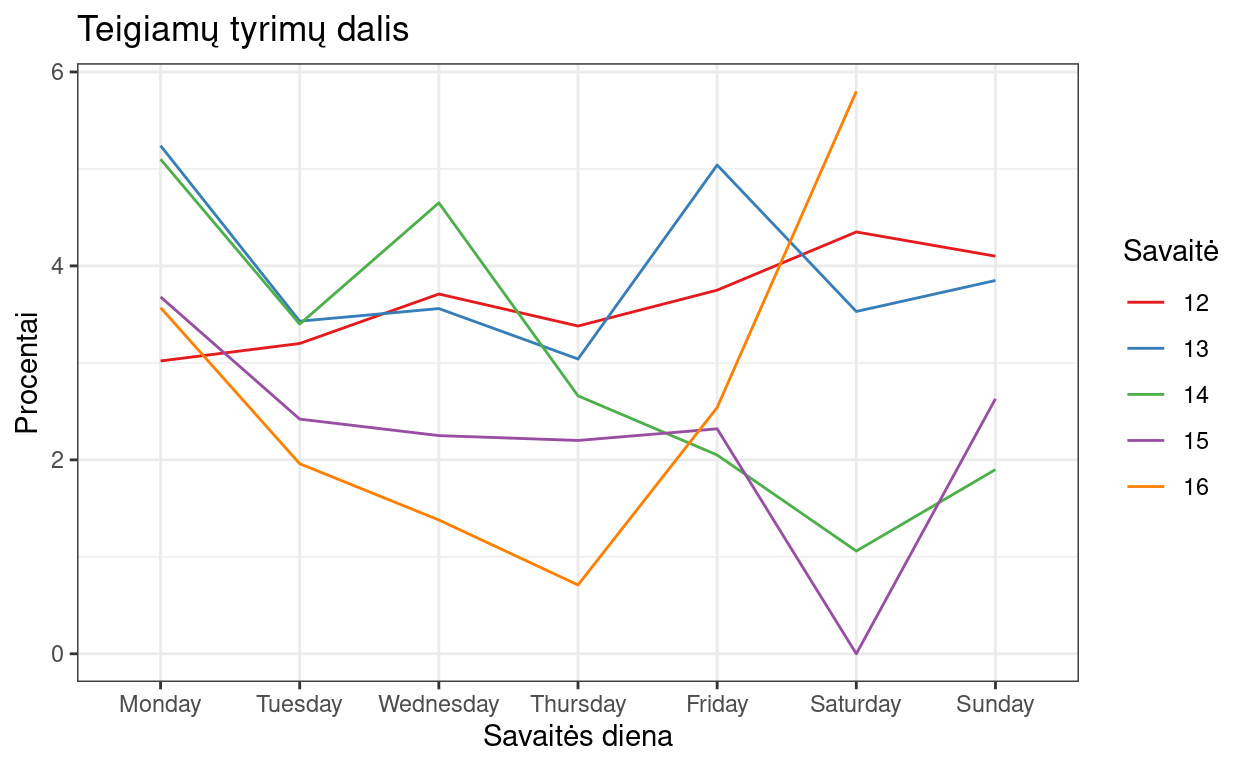 Teigiamų tyrimų dalis
6
4
2
0
Procentai
Monday Tuesday Wednesday Thursday Friday Saturday Sunday
Savaitės diena
Savaitė
12
13
14
15
16